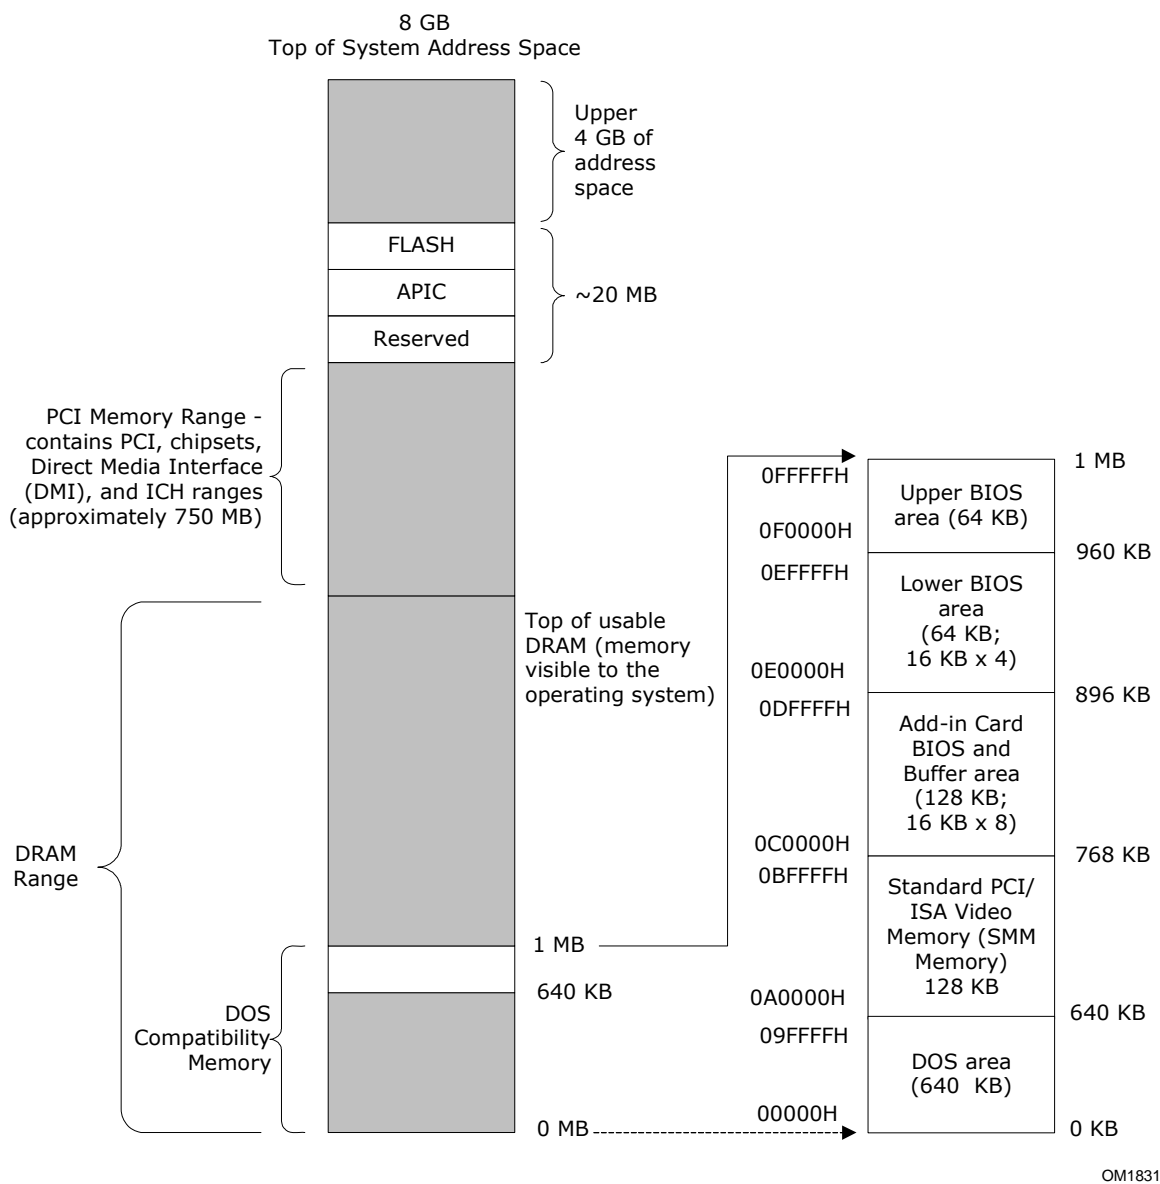 8 GB
Top of System Address Space
Upper
4 GB of
address
space
FLASH
APIC
Reserved
~20 MB
PCI Memory Range -
contains PCI, chipsets,
Direct Media Interface
(DMI), and ICH ranges
(approximately 750 MB)
Top of usable
DRAM (memory
visible to the
operating system)
DRAM
Range
1 MB
640 KB
DOS
Compatibility
Memory
0 MB
0FFFFFH
0F0000H
0EFFFFH
0E0000H
0DFFFFH
0C0000H
0BFFFFH
0A0000H
09FFFFH
00000H
Upper BIOS
area (64 KB)
Lower BIOS
area
(64 KB;
16 KB x 4)
Add-in Card
BIOS and
Buffer area
(128 KB;
16 KB x 8)
Standard PCI/
ISA Video
Memory (SMM
Memory)
128 KB
DOS area
(640 KB)
1 MB
960 KB
896 KB
768 KB
640 KB
0 KB
OM1831